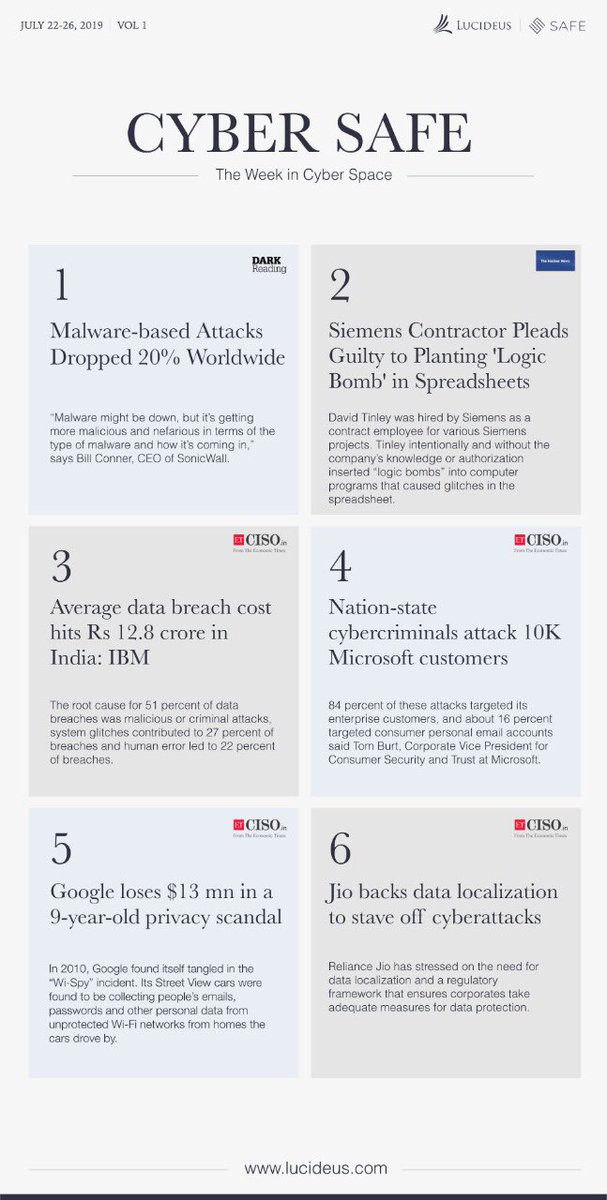 JULY 22-26, 2019 | VOL 1
LUCIDEUS | SAFE
CYBER SAFE
The Week in Cyber Space
DARK
Reading
1
Malware-based Attacks
Dropped 20% Worldwide
“Malware might be down, but it’s getting
more malicious and nefarious in terms of the
type of malware and how it’s coming in,”
says Bill Conner, CEO of SonicWall.
The Hacker News
2
Siemens Contractor Pleads
Guilty to Planting 'Logic
Bomb' in Spreadsheets
David Tinley was hired by Siemens as a
contract employee for various Siemens
projects. Tinley intentionally and without the
company’s knowledge or authorization
inserted “logic bombs” into computer
programs that caused glitches in the
spreadsheet.
ET CISO.in
From The Economic Times
3
Average data breach cost
hits Rs 12.8 crore in
India: IBM
The root cause for 51 percent of data
breaches was malicious or criminal attacks,
system glitches contributed to 27 percent of
breaches and human error led to 22 percent
of breaches.
ET CISO.in
From The Economic Times
4
Nation-state
cybercriminals attack 10K
Microsoft customers
84 percent of these attacks targeted its
enterprise customers, and about 16 percent
targeted consumer personal email accounts
said Tom Burt, Corporate Vice President for
Consumer Security and Trust at Microsoft.
ET CISO.in
From The Economic Times
5
Google loses $13 mn in a
9-year-old privacy scandal
In 2010, Google found itself tangled in the
“Wi-Spy” incident. Its Street View cars were
found to be collecting people’s emails,
passwords and other personal data from
unprotected Wi-Fi networks from homes the
cars drove by.
ET CISO.in
From The Economic Times
6
Jio backs data localization
to stave off cyberattacks
Reliance Jio has stressed on the need for
data localization and a regulatory
framework that ensures corporates take
adequate measures for data protection.
www.lucideus.com